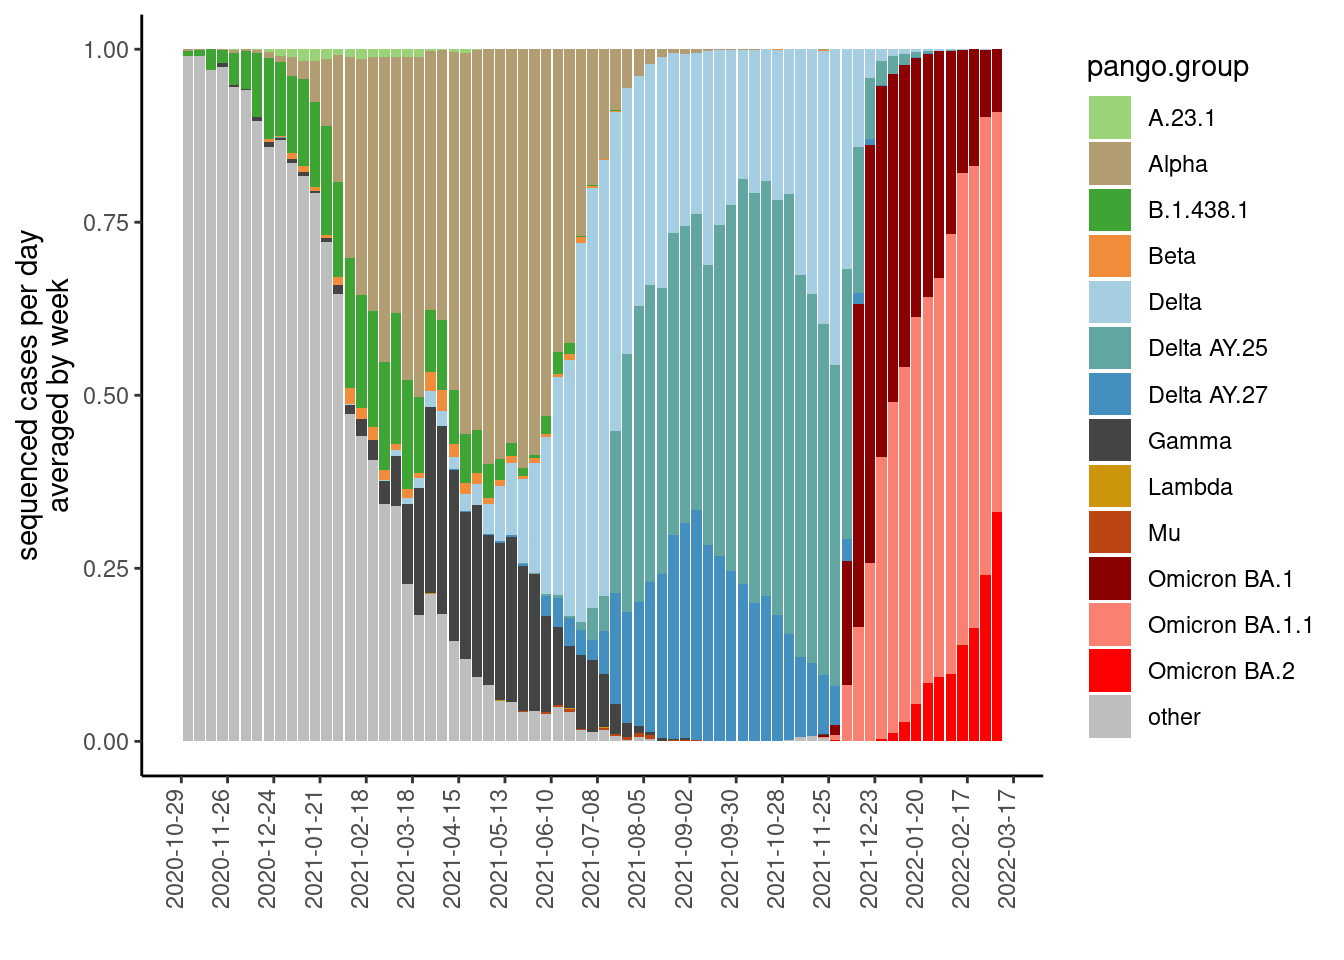 1.00
0.75
0.50
0.25
0.00
sequenced cases per day
averaged by week
2020-10-29
2020-11-26
2020-12-24
2021-01-21
2021-02-18
2021-03-18
2021-04-15
2021-05-13
2021-06-10
2021-07-08
2021-08-05
2021-09-02
2021-09-30
2021-10-28
2021-11-25
2021-12-23
2022-01-20
2022-02-17
2022-03-17
pango.group
A.23.1
Alpha
B.1.438.1
Beta
Delta
Delta AY.25
Delta AY.27
Gamma
Lambda
Mu
Omicron BA.1
Omicron BA.1.1
Omicron BA.2
other